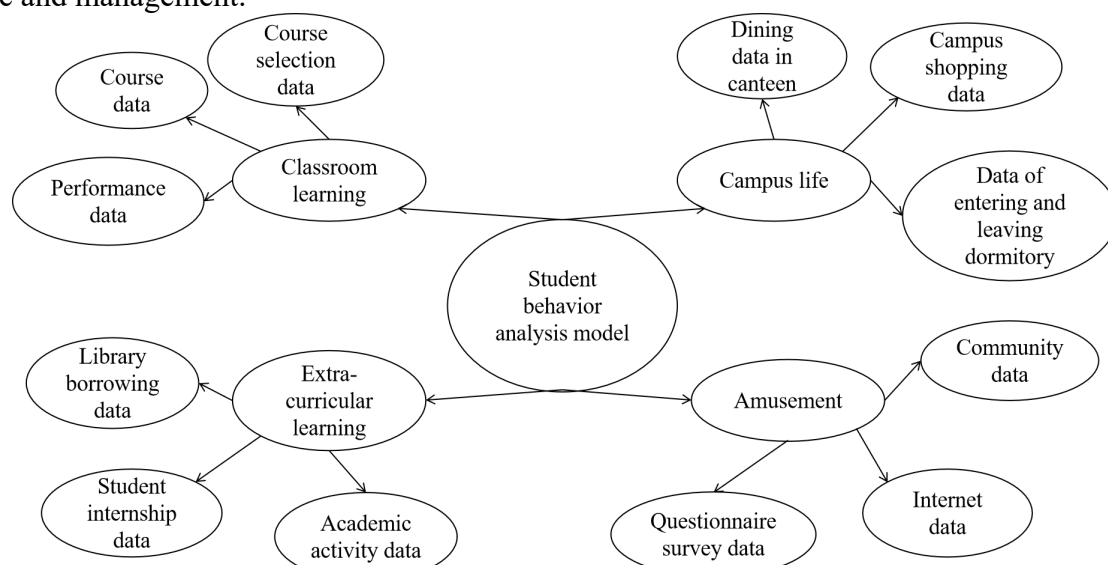 e and management.
Course
selection
data
Course
data
Performance
data
Classroom
learning
Dining
data in
canteen
Campus
shopping
data
Campus life
Data of
entering and
leaving
dormitory
Student
behavior
analysis model
Library
borrowing
data
Extra-
curricular
learning
Student
internship
data
Academic
activity data
Amusement
Community
data
Questionnaire
survey data
Internet
data